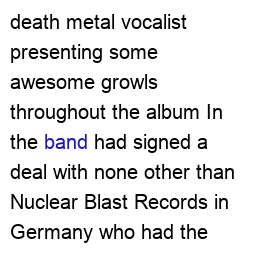 death metal vocalist
presenting some
awesome growls
throughout the album In
the band had signed a
deal with none other than
Nuclear Blast Records in
Germany who had the